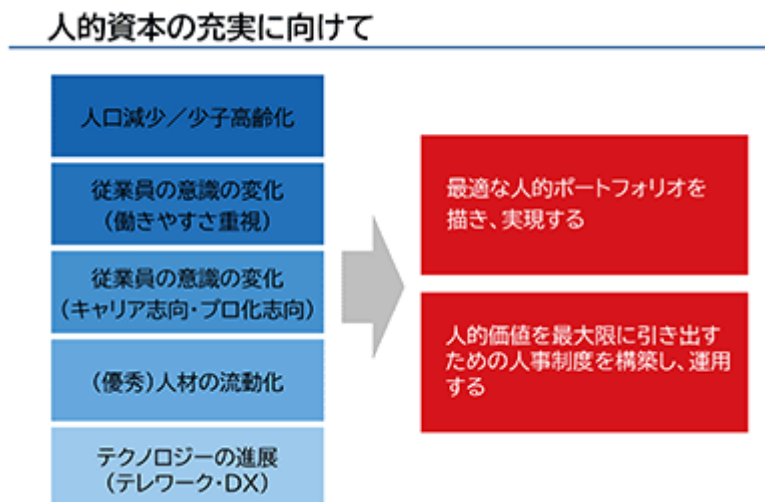 人的資本の充実に向けて
人口減少／少子高齢化
従業員の意識の変化
（働きやすさ重視）
従業員の意識の変化
（キャリア志向・プロ化志向）
（優秀）人材の流動化
テクノロジーの進展
（テレワーク・DX）
最適な人的ポートフォリオを
描き、実現する
人的価値を最大限に引き出す
ための人事制度を構築し、運用
する